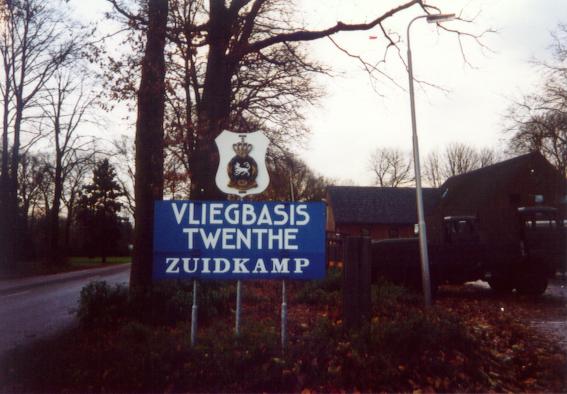 VLIEGBASIS
TWENTHE
ZUIDKAMP